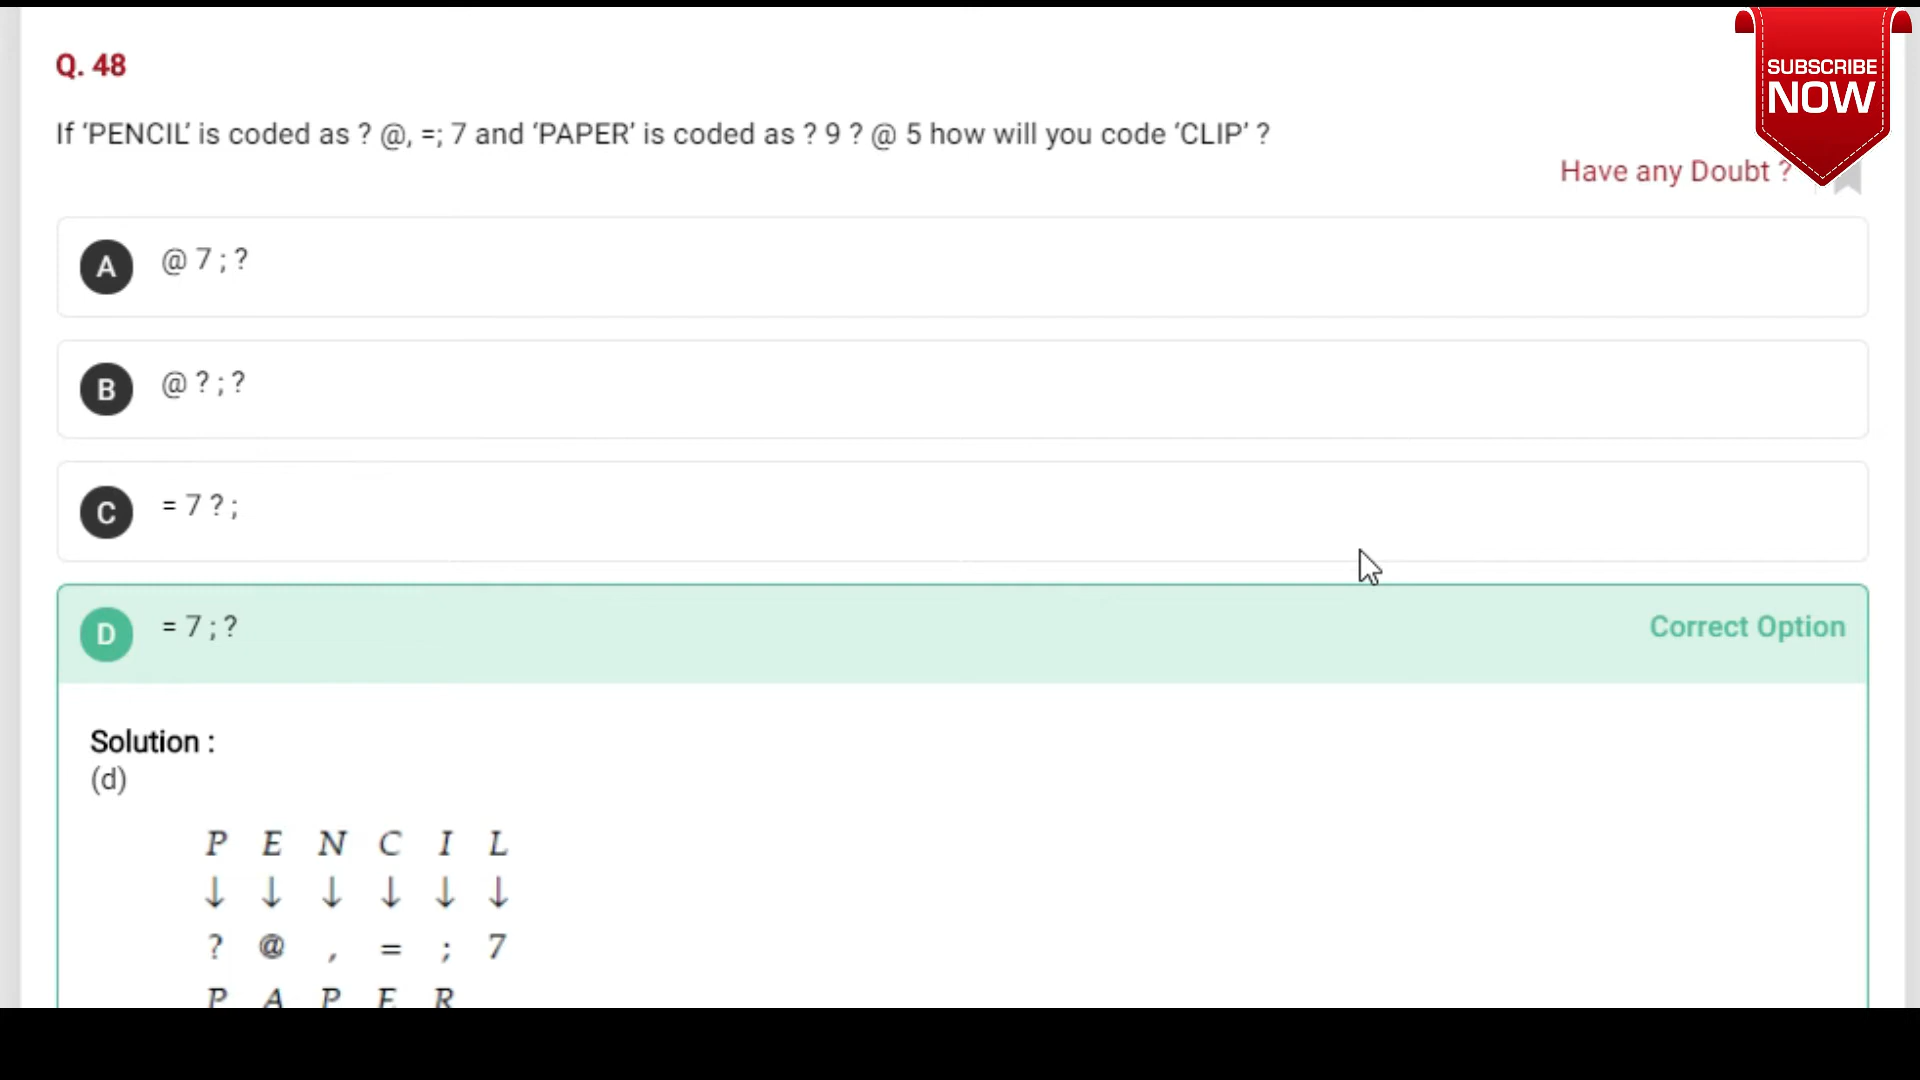 SUBSCRIBE
NOW
Q. 48
If ‘PENCIL’ is coded as ? @, =; 7 and ‘PAPER’ is coded as ? 9 ? @ 5 how will you code ‘CLIP’ ?
Have any Doubt ?
A @ 7 ; ?
B @ ? ; ?
C = 7 ? ;
D = 7 ; ? Correct Option
Solution :
(d)
P E N C I L
↓ ↓ ↓ ↓ ↓ ↓
? @ , = ; 7
P A P E R